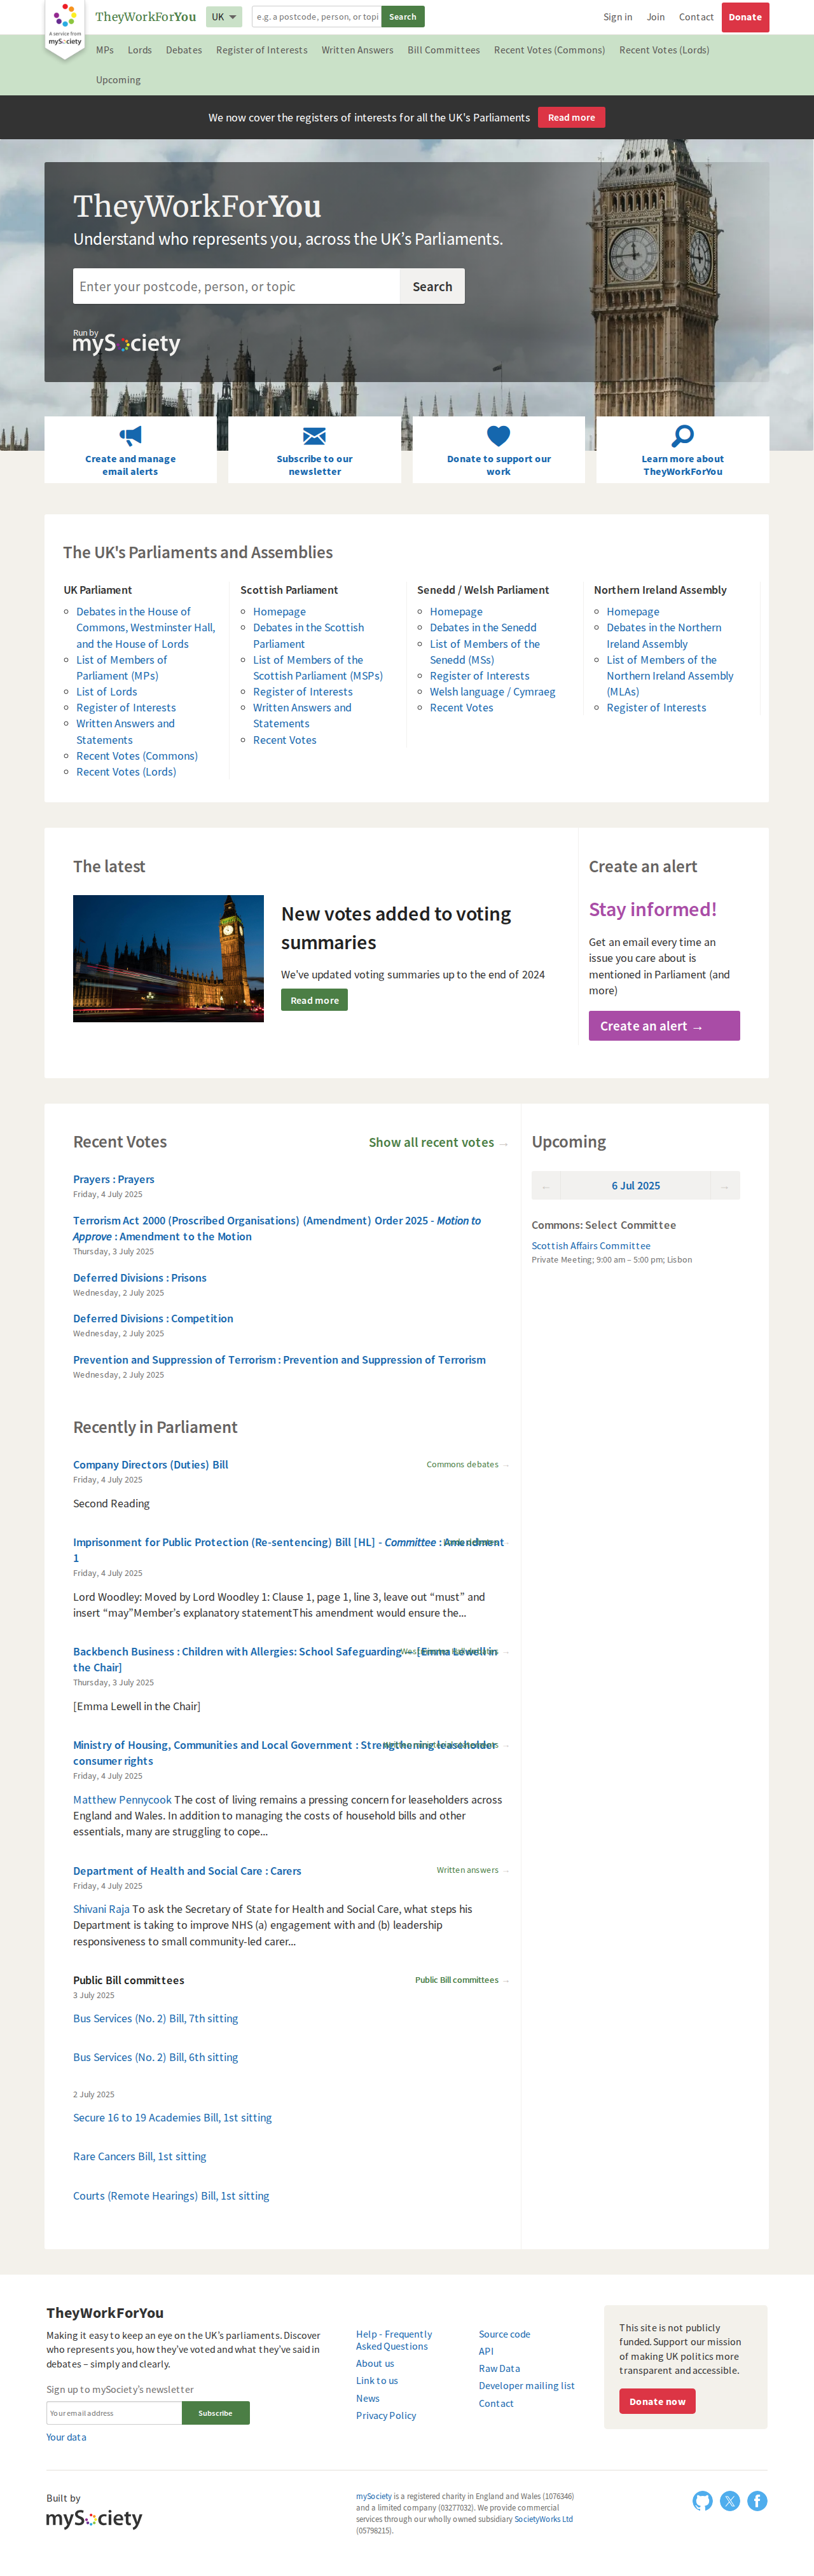 A service from
mySociety
TheyWorkForYou
UK
e.g. a postcode, person, or topi
Search
Sign in
Join
Contact
Donate
MPs
Lords
Debates
Register of Interests
Written Answers
Bill Committees
Recent Votes (Commons)
Recent Votes (Lords)
Upcoming
We now cover the registers of interests for all the UK's Parliaments
Read more
TheyWorkForYou
Understand who represents you, across the UK’s Parliaments.
Enter your postcode, person, or topic
Search
Run by
mySociety
Create and manage
email alerts
Subscribe to our
newsletter
Donate to support our
work
Learn more about
TheyWorkForYou
The UK's Parliaments and Assemblies
UK Parliament
Debates in the House of
Commons, Westminster Hall,
and the House of Lords
List of Members of
Parliament (MPs)
List of Lords
Register of Interests
Written Answers and
Statements
Recent Votes (Commons)
Recent Votes (Lords)
Scottish Parliament
Homepage
Debates in the Scottish
Parliament
List of Members of the
Scottish Parliament (MSPs)
Register of Interests
Written Answers and
Statements
Recent Votes
Senedd / Welsh Parliament
Homepage
Debates in the Senedd
List of Members of the
Senedd (MSs)
Register of Interests
Welsh language / Cymraeg
Recent Votes
Northern Ireland Assembly
Homepage
Debates in the Northern
Ireland Assembly
List of Members of the
Northern Ireland Assembly
(MLAs)
Register of Interests
The latest
New votes added to voting
summaries
We've updated voting summaries up to the end of 2024
Read more
Create an alert
Stay informed!
Get an email every time an
issue you care about is
mentioned in Parliament (and
more)
Create an alert →
Recent Votes
Show all recent votes →
Prayers : Prayers
Friday, 4 July 2025
Terrorism Act 2000 (Proscribed Organisations) (Amendment) Order 2025 - Motion to
Approve : Amendment to the Motion
Thursday, 3 July 2025
Deferred Divisions : Prisons
Wednesday, 2 July 2025
Deferred Divisions : Competition
Wednesday, 2 July 2025
Prevention and Suppression of Terrorism : Prevention and Suppression of Terrorism
Wednesday, 2 July 2025
Upcoming
← 6 Jul 2025 →
Commons: Select Committee
Scottish Affairs Committee
Private Meeting; 9:00 am – 5:00 pm; Lisbon
Recently in Parliament
Company Directors (Duties) Bill
Commons debates →
Friday, 4 July 2025
Second Reading
Imprisonment for Public Protection (Re-sentencing) Bill [HL] - Committee : Amendment
1
Friday, 4 July 2025
Lord Woodley: Moved by Lord Woodley 1: Clause 1, page 1, line 3, leave out “must” and
insert “may”Member’s explanatory statementThis amendment would ensure the...
Backbench Business : Children with Allergies: School Safeguarding — [Emma Lewell in
the Chair]
Thursday, 3 July 2025
[Emma Lewell in the Chair]
Ministry of Housing, Communities and Local Government : Strengthening leaseholder
consumer rights
Friday, 4 July 2025
Matthew Pennycook The cost of living remains a pressing concern for leaseholders across
England and Wales. In addition to managing the costs of household bills and other
essentials, many are struggling to cope...
Department of Health and Social Care : Carers
Written answers →
Friday, 4 July 2025
Shivani Raja To ask the Secretary of State for Health and Social Care, what steps his
Department is taking to improve NHS (a) engagement with and (b) leadership
responsiveness to small community-led carer...
Public Bill committees
Public Bill committees →
3 July 2025
Bus Services (No. 2) Bill, 7th sitting
Bus Services (No. 2) Bill, 6th sitting
2 July 2025
Secure 16 to 19 Academies Bill, 1st sitting
Rare Cancers Bill, 1st sitting
Courts (Remote Hearings) Bill, 1st sitting
TheyWorkForYou
Making it easy to keep an eye on the UK’s parliaments. Discover
who represents you, how they’ve voted and what they’ve said in
debates – simply and clearly.
Sign up to mySociety’s newsletter
Your email address
Subscribe
Your data
Help - Frequently
Asked Questions
About us
Link to us
News
Privacy Policy
Source code
API
Raw Data
Developer mailing list
Contact
This site is not publicly
funded. Support our mission
of making UK politics more
transparent and accessible.
Donate now
Built by
mySociety
mySociety is a registered charity in England and Wales (1076346)
and a limited company (03277032). We provide commercial
services through our wholly owned subsidiary SocietyWorks Ltd
(05798215).